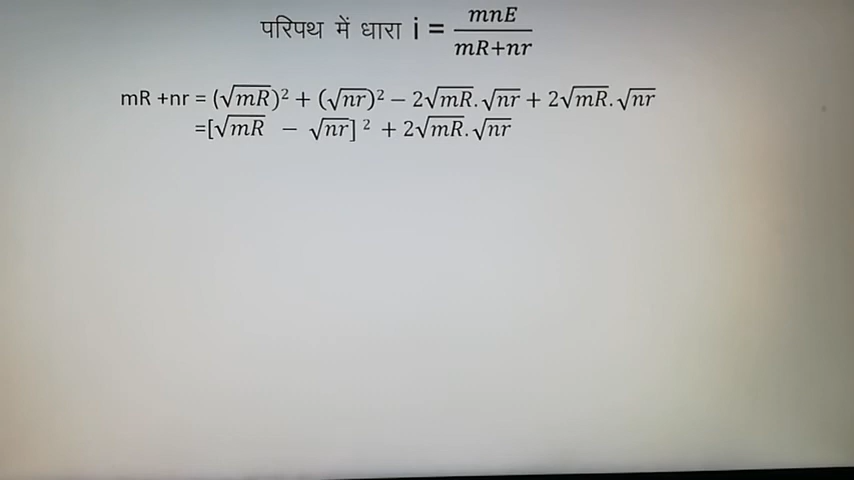 परिपथ में धारा i = \frac{mnE}{mR+nr}
mR +nr = (√mR)² + (√nr)² − 2√mR.√nr + 2√mR.√nr
=[√mR − √nr] ² + 2√mR.√nr